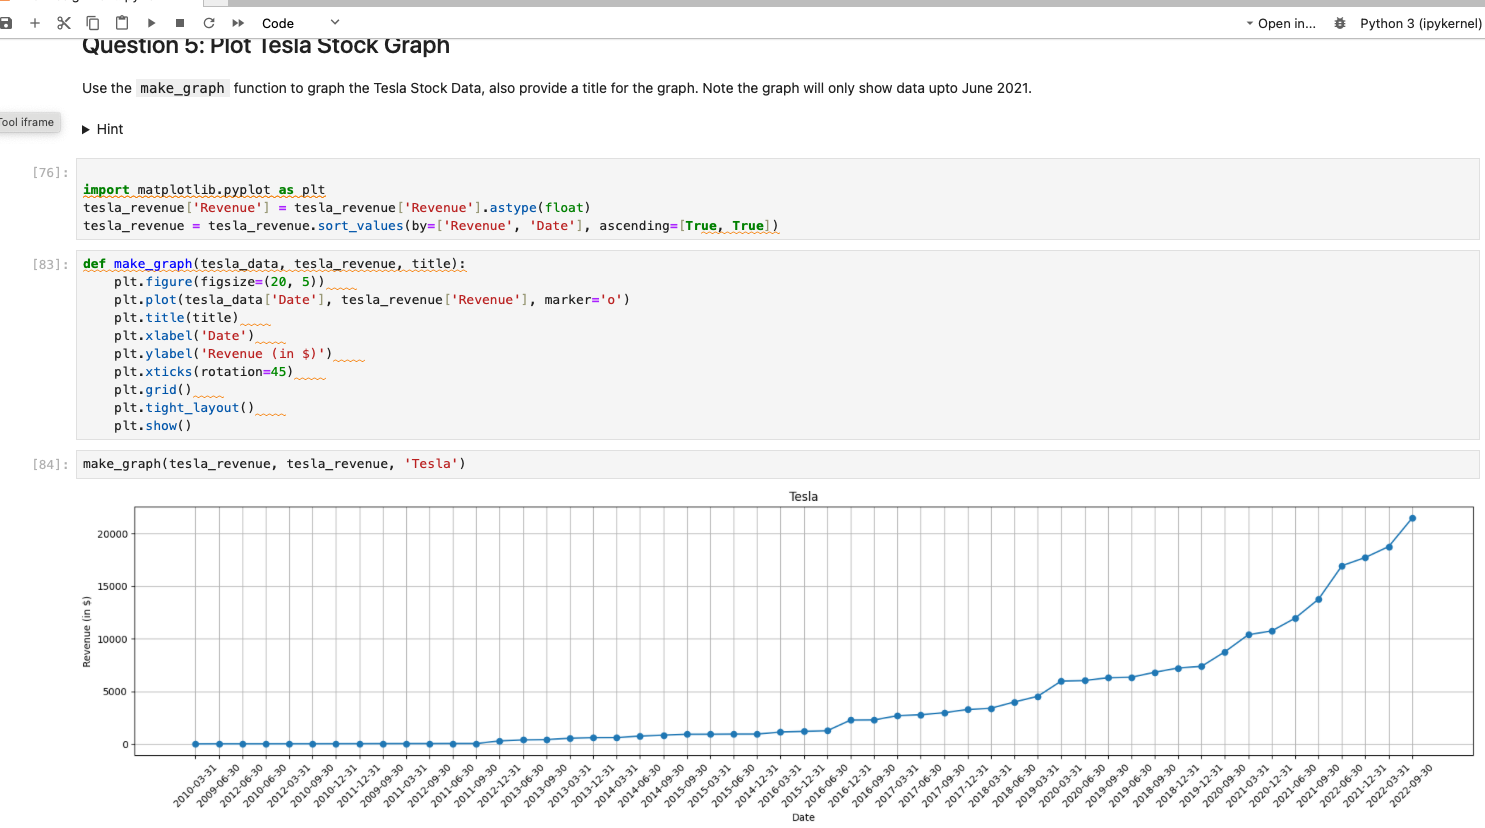 Code
Open in...
Python 3 (ipykernel)
Question 5: Plot Tesla Stock Graph
Use the make_graph function to graph the Tesla Stock Data, also provide a title for the graph. Note the graph will only show data upto June 2021.
Tool iframe
Hint
[76]:
import matplotlib.pyplot as plt
tesla_revenue['Revenue'] = tesla_revenue['Revenue'].astype(float)
tesla_revenue = tesla_revenue.sort_values(by=['Revenue', 'Date'], ascending=[True, True])
[83]:
def make_graph(tesla_data, tesla_revenue, title):
    plt.figure(figsize=(20, 5))
    plt.plot(tesla_data['Date'], tesla_revenue['Revenue'], marker='o')
    plt.title(title)
    plt.xlabel('Date')
    plt.ylabel('Revenue (in $)')
    plt.xticks(rotation=45)
    plt.grid()
    plt.tight_layout()
    plt.show()
[84]:
make_graph(tesla_revenue, tesla_revenue, 'Tesla')
Tesla
20000
15000
10000
5000
0
Revenue (in $)
2010-03-31
2009-06-30
2012-06-30
2010-06-30
2012-03-31
2010-09-30
2010-12-31
2011-12-31
2009-09-30
2011-03-31
2012-09-30
2011-06-30
2011-09-30
2012-12-31
2013-06-30
2013-09-30
2013-03-31
2013-12-31
2014-03-31
2014-06-30
2014-09-30
2015-09-30
2015-03-31
2015-06-30
2014-12-31
2016-03-31
2015-12-31
2016-06-30
2016-09-30
2017-03-31
2017-06-30
2017-09-30
2017-12-31
2018-03-31
2018-06-30
2019-03-31
2020-03-31
2020-06-30
2019-06-30
2019-09-30
2018-09-30
2018-12-31
2019-12-31
2020-09-30
2021-03-31
2020-12-31
2021-06-30
2021-09-30
2022-06-30
2021-12-31
2022-03-31
2022-09-30
Date